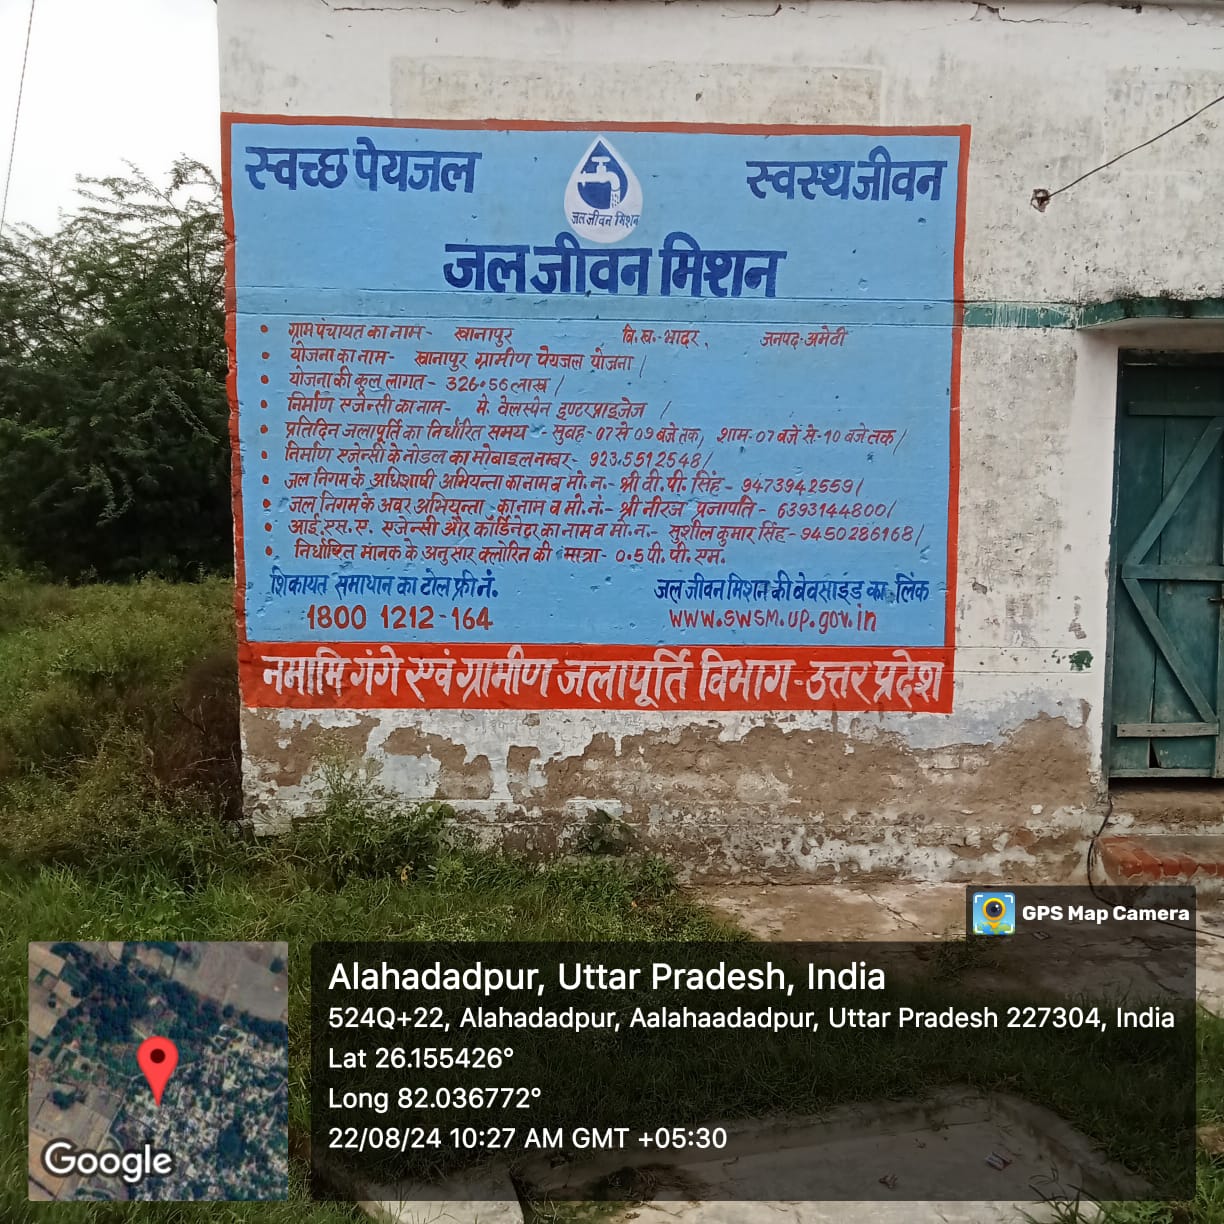 स्वच्छ पेयजल
जल जीवन मिशन
स्वस्थ जीवन
जल जीवन मिशन
• ग्राम पंचायत का नाम- खानापुर वि.ख.-भादर, जनपद-अमेठी
• योजना का नाम- खानापुर ग्रामीण पेयजल योजना /
• योजना की कुल लागत- 326.56 लाख /
• निर्माण एजेन्सी का नाम- मे. वेलस्पन इण्टरप्राइजेज /
• प्रतिदिन जलापूर्ति का निर्धारित समय - सुबह-07 से 09 बजे तक, शाम-07 बजे से-10 बजे तक /
• निर्माण एजेन्सी के नोडल का मोबाइल नम्बर- 9235512548 /
• जल निगम के अधिशाषी अभियन्ता का नाम व मो.न.- श्री वी.पी. सिंह- 9473942559 /
• जल निगम के अवर अभियन्ता का नाम व मो.नं- श्री नीरज प्रजापति- 6393144800 /
• आई.एस.ए. एजेन्सी और कॉर्डिनेटर का नाम व मो.न.- सुशील कुमार सिंह-9450286168 /
• निर्धारित मानक के अनुसार क्लोरिन की मात्रा- 0.5 पी.पी.एम.
शिकायत समाधान का टोल फ्री नं.
1800 1212-164
जल जीवन मिशन की बेवसाइड का लिंक
www.swsm.up.gov.in
नमामि गंगे एवं ग्रामीण जलापूर्ति विभाग-उत्तर प्रदेश
GPS Map Camera
Alahadadpur, Uttar Pradesh, India
524Q+22, Alahadadpur, Aalahaadadpur, Uttar Pradesh 227304, India
Lat 26.155426°
Long 82.036772°
22/08/24 10:27 AM GMT +05:30
Google